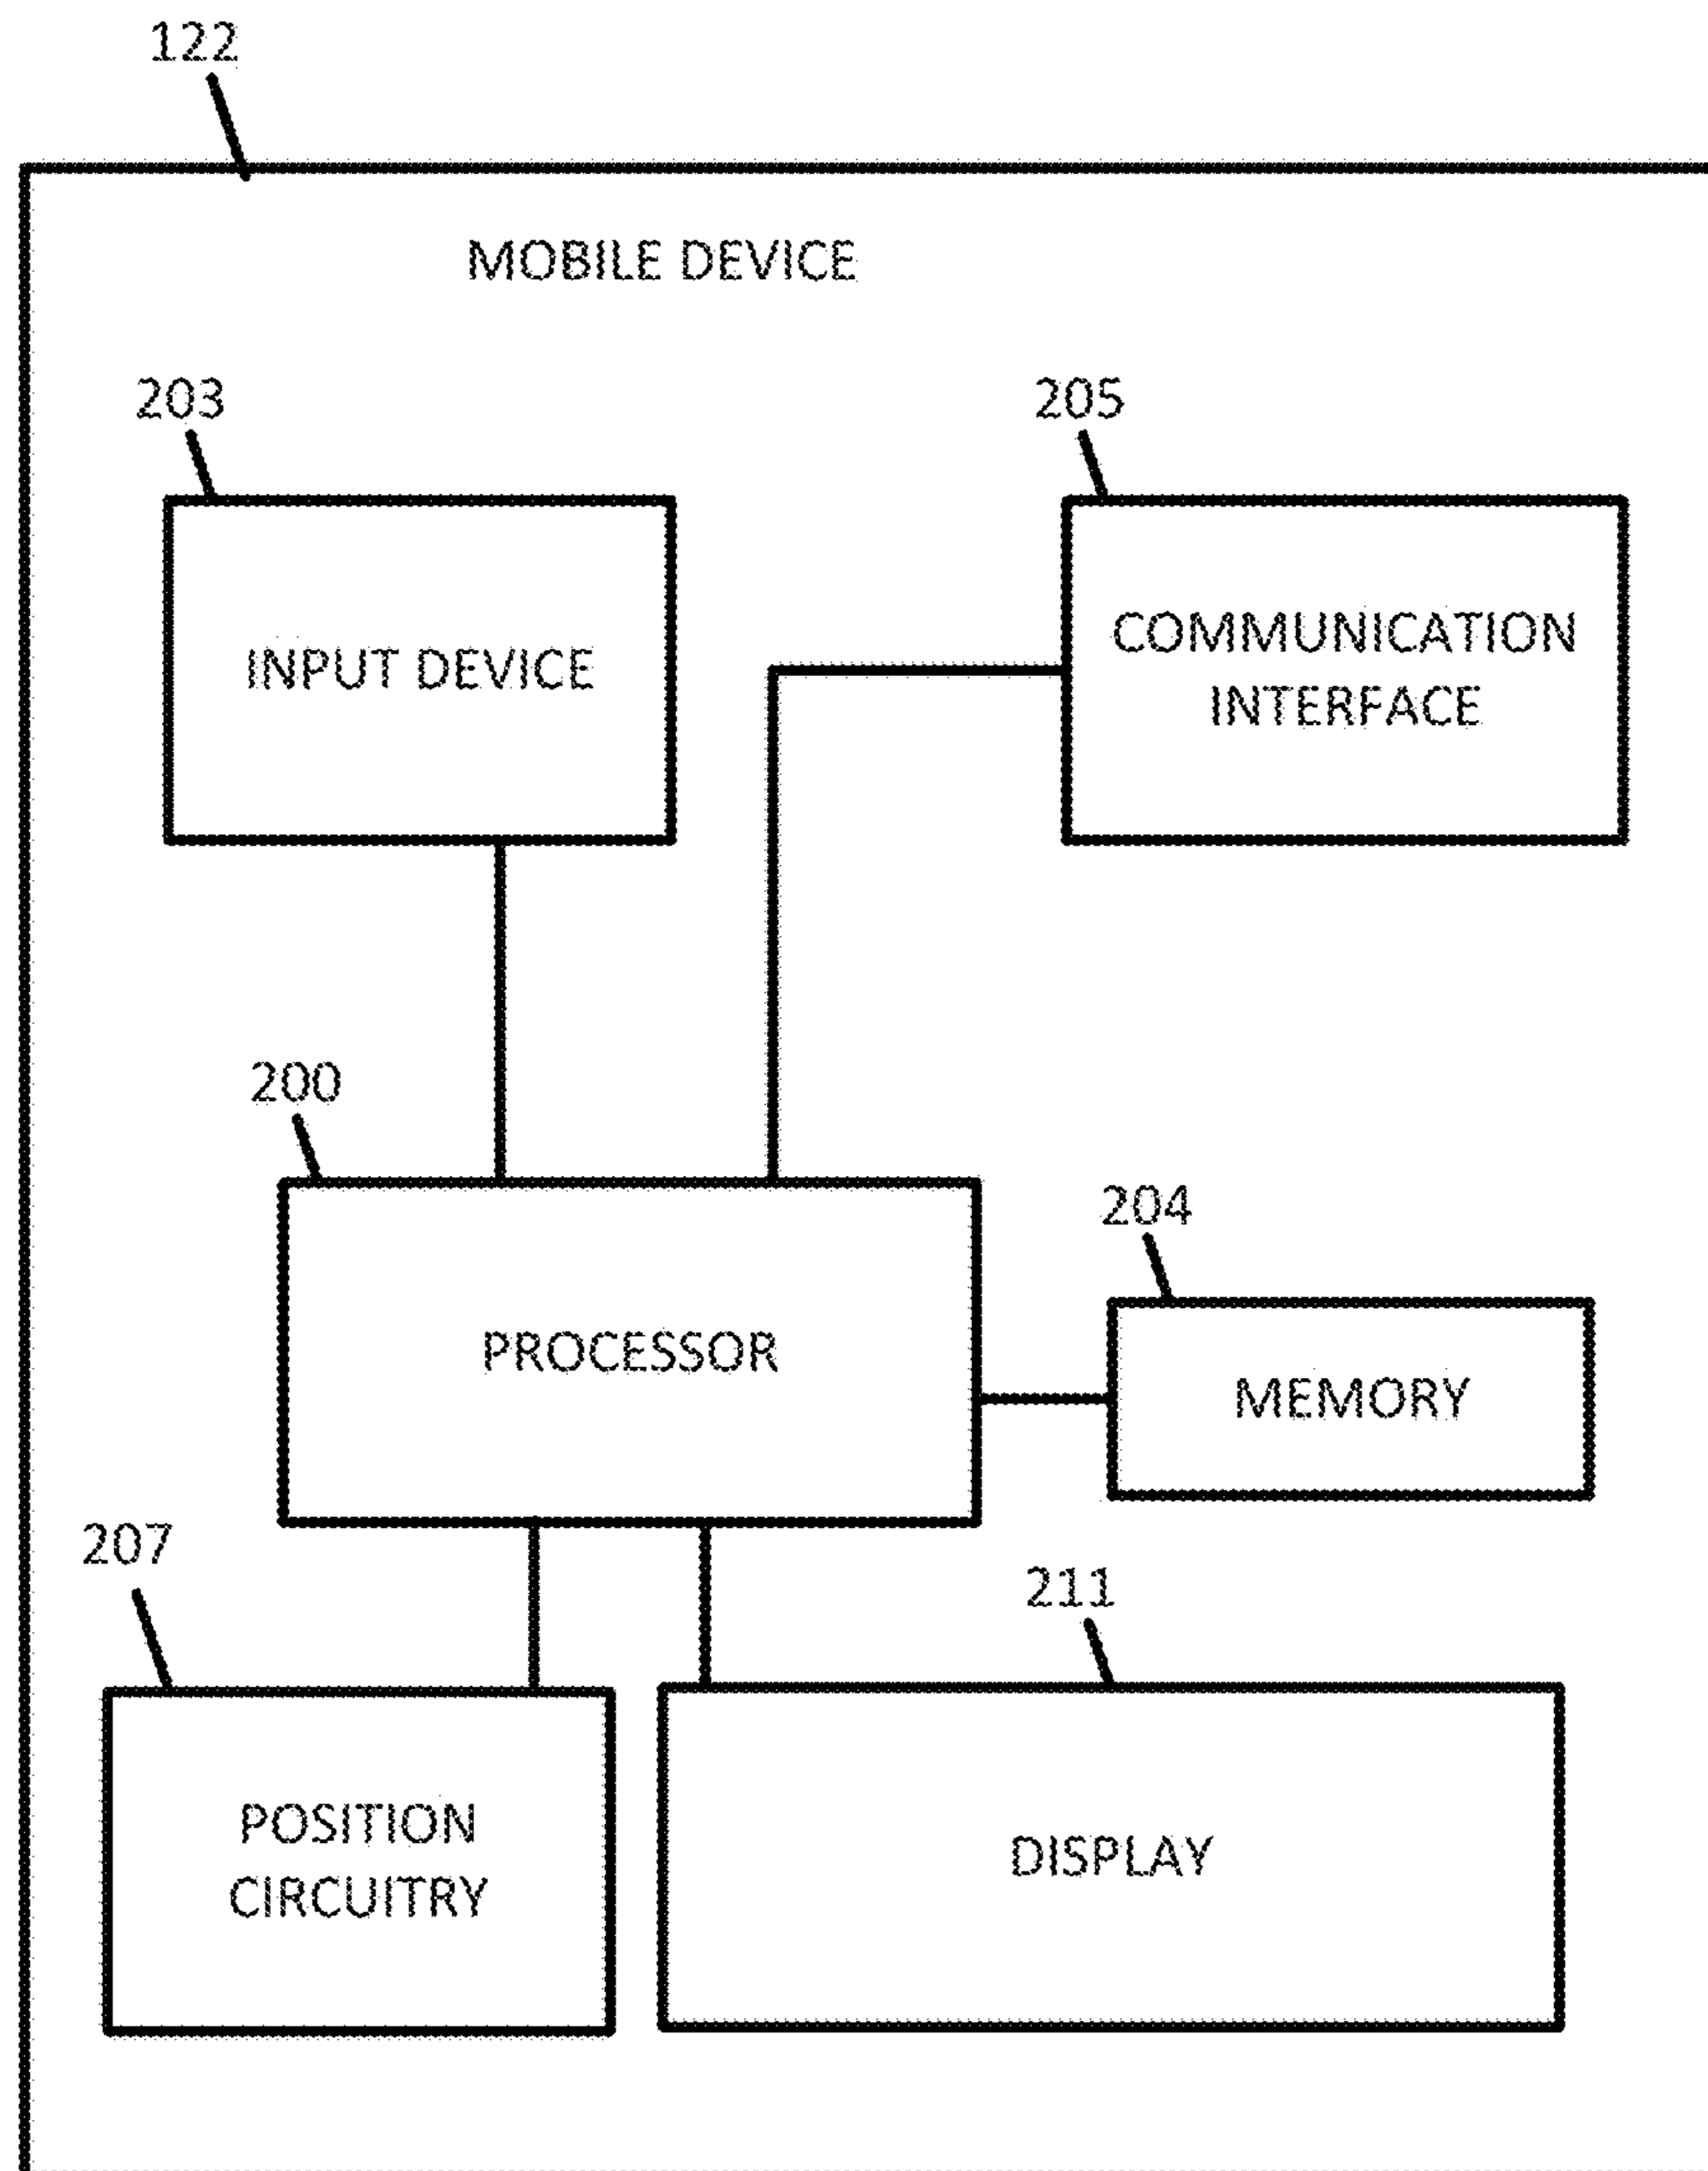 122
MOBILE DEVICE
203
205
INPUT DEVICE
COMMUNICATION
INTERFACE
200
204
PROCESSOR
MEMORY
207
211
POSITION
CIRCUITRY
DISPLAY